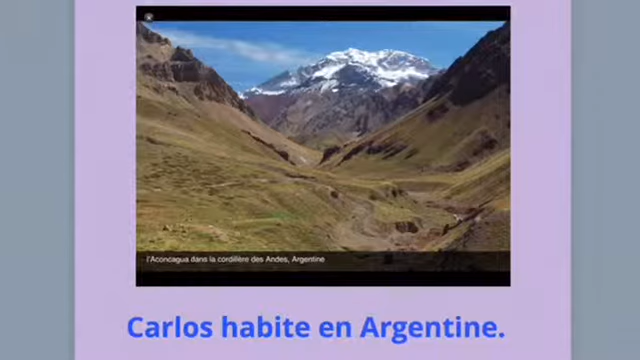 l'Aconcagua dans la cordillère des Andes, Argentine
Carlos habite en Argentine.